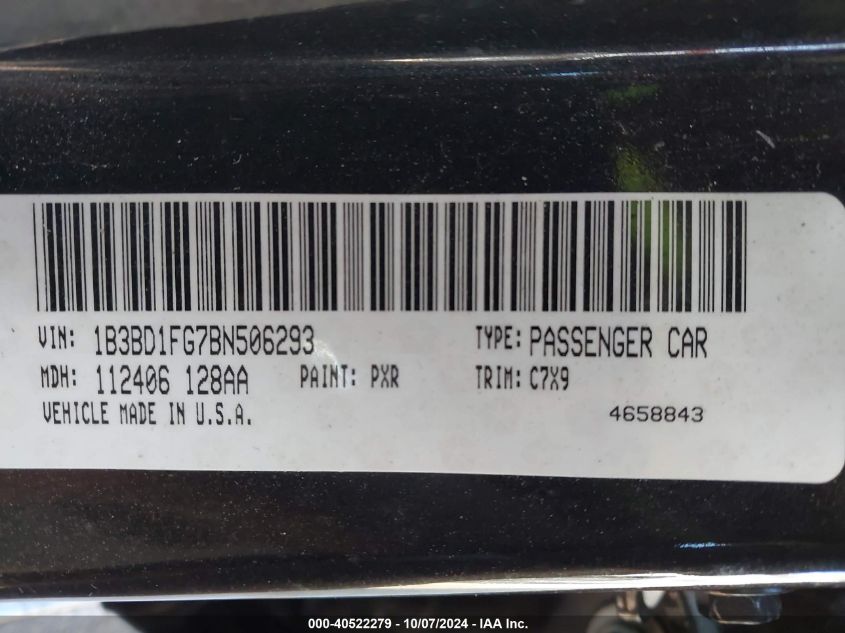 VIN: 1B3BD1FG7BN506293 TYPE: PASSENGER CAR
MDH: 112406 128AA PAINT: PXR TRIM: C7X9
VEHICLE MADE IN U.S.A. 4658843
000-40522279 - 10/07/2024 - IAA Inc.